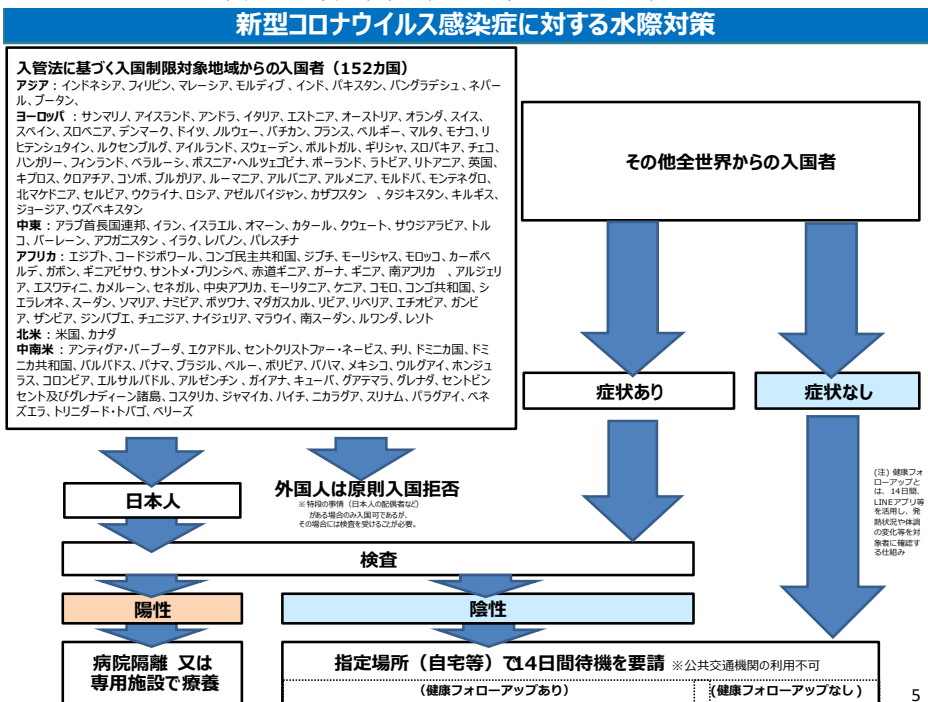 新型コロナウイルス感染症に対する水際対策
入管法に基づく入国制限対象地域からの入国者（152カ国）
アジア：インドネシア、フィリピン、マレーシア、モルディブ、インド、パキスタン、バングラデシュ、ネパー
ル、ブータン、
ヨーロッパ ：サンマリノ、アイスランド、アンドラ、イタリア、エストニア、オーストリア、オランダ、スイス、
スペイン、スロベニア、デンマーク、ドイツ、ノルウェー、バチカン、フランス、ベルギー、マルタ、モナコ、リ
ヒテンシュタイン、ルクセンブルグ、アイルランド、スウェーデン、ポルトガル、ギリシャ、スロバキア、チェコ、
ハンガリー、フィンランド、ベラルーシ、ボスニア・ヘルツェゴビナ、ポーランド、ラトビア、リトアニア、英国、
キプロス、クロアチア、コソボ、ブルガリア、ルーマニア、アルバニア、アルメニア、モルドバ、モンテネグロ、
北マケドニア、セルビア、ウクライナ、ロシア、アゼルバイジャン、カザフスタン 、タジキスタン、キルギス、
ジョージア、ウズベキスタン
中東：アラブ首長国連邦、イラン、イスラエル、オマーン、カタール、クウェート、サウジアラビア、トル
コ、バーレーン、アフガニスタン、イラク、レバノン、パレスチナ
アフリカ：エジプト、コードジボワール、コンゴ民主共和国、ジブチ、モーリシャス、モロッコ、カーボベ
ルデ、ガボン、ギニアビサウ、サントメ・プリンシペ、赤道ギニア、ガーナ、ギニア、南アフリカ 、アルジェリ
ア、エスワティニ、カメルーン、セネガル、中央アフリカ、モーリタニア、ケニア、コモロ、コンゴ共和国、シ
エラレオネ、スーダン、ソマリア、ナミビア、ボツワナ、マダガスカル、リビア、リベリア、エチオピア、ガンビ
ア、ザンビア、ジンバブエ、チュニジア、ナイジェリア、マラウイ、南スーダン、ルワンダ、レソト
北米：米国、カナダ
中南米：アンティグア・バーブーダ、エクアドル、セントクリストファー・ネービス、チリ、ドミニカ国、ドミ
ニカ共和国、バルバドス、パナマ、ブラジル、ペルー、ボリビア、バハマ、メキシコ、ウルグアイ、ホンジュ
ラス、コロンビア、エルサルバドル、アルゼンチン、ガイアナ、キューバ、グアテマラ、グレナダ、セントビン
セント及びグレナディーン諸島、コスタリカ、ジャマイカ、ハイチ、ニカラグア、スリナム、パラグアイ、ベネ
ズエラ、トリニダード・トバゴ、ベリーズ
その他全世界からの入国者
症状あり
症状なし
日本人
外国人は原則入国拒否
※特段の事情（日本人の配偶者など）
がある場合のみ入国可であるが、
その場合には検査を受けることが必要。
(注) 健康フォ
ローアップと
は、14日間、
LINEアプリ等
を活用し、発
熱状況や体調
の変化等を対
象者に確認す
る仕組み
検査
陽性
陰性
病院隔離 又は
専用施設で療養
指定場所（自宅等）で14日間待機を要請 ※公共交通機関の利用不可
（健康フォローアップあり）
(健康フォローアップなし)
5